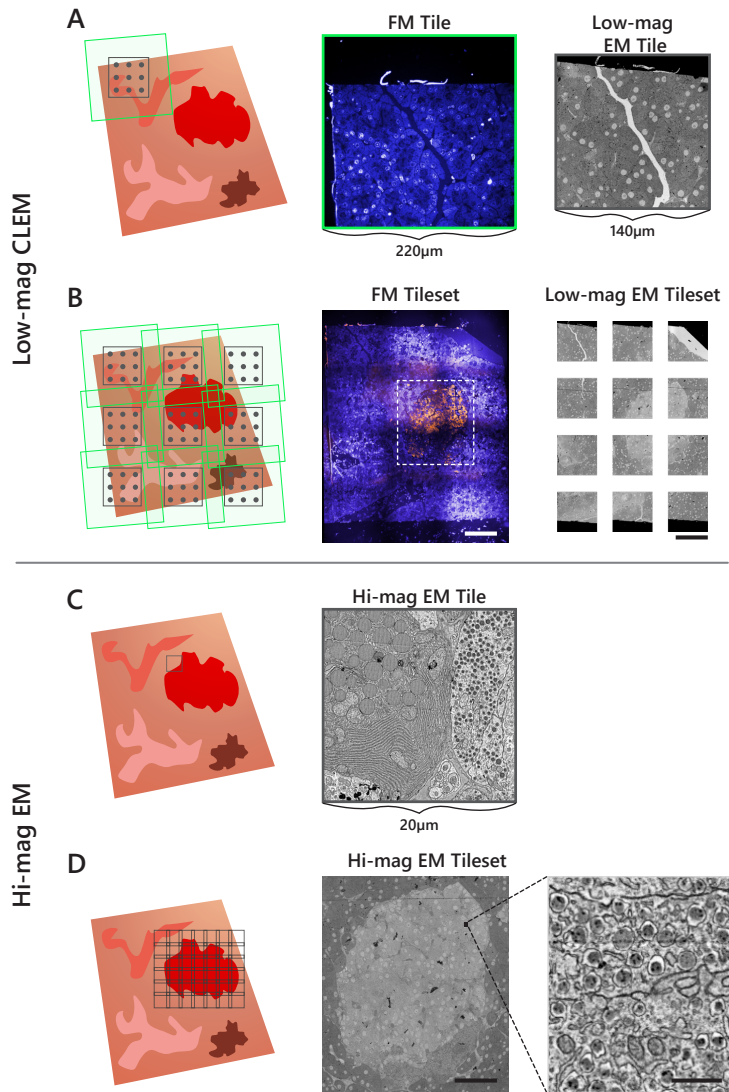 A
FM Tile
Low-mag
EM Tile
220µm
140µm
Low-mag CLEM
B
FM Tileset
Low-mag EM Tileset
C
Hi-mag EM Tile
20µm
Hi-mag EM
D
Hi-mag EM Tileset